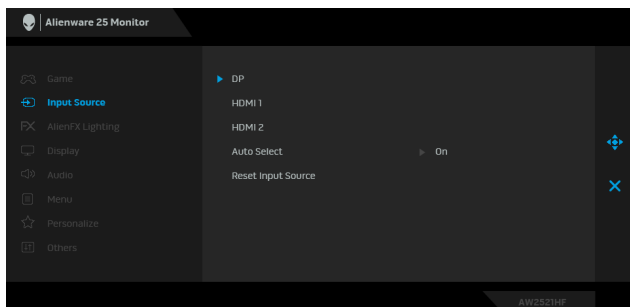 Alienware 25 Monitor
Game
Input Source
FX AlienFX Lighting
Display
Audio
Menu
Personalize
Others
DP
HDMI 1
HDMI 2
Auto Select On
Reset Input Source
AW2521HF